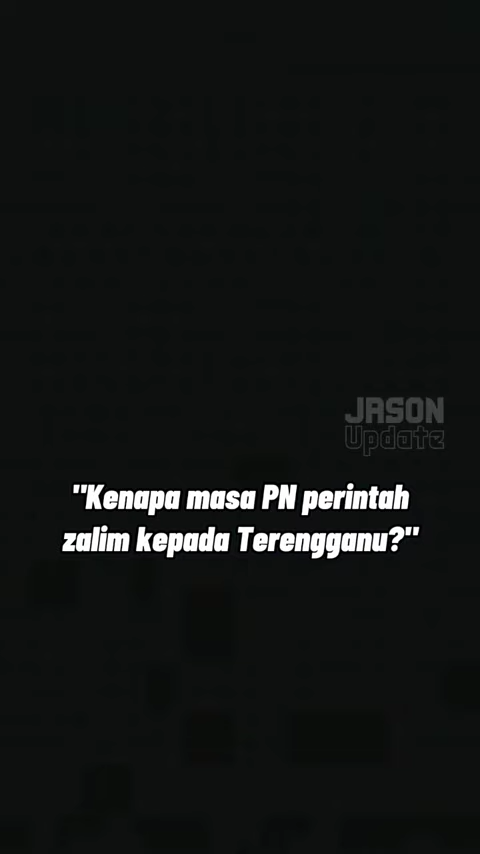 JASON
Update
"Kenapa masa PN perintah
zalim kepada Terengganu?"